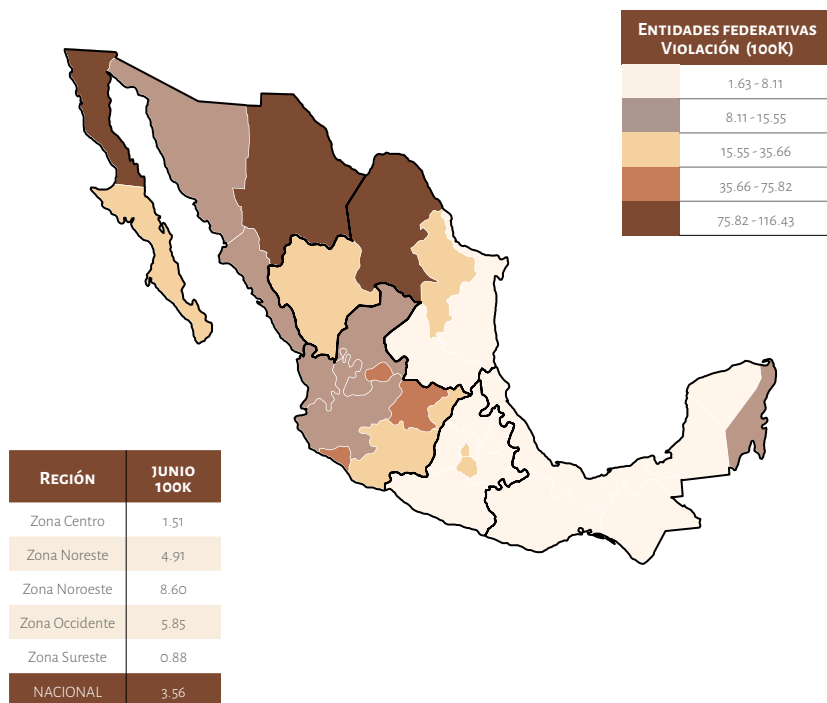 Entidades federativas
Violación (100K)
1.63 - 8.11
8.11 - 15.55
15.55 - 35.66
35.66 - 75.82
75.82 - 116.43
Región junio 100k
Zona Centro 1.51
Zona Noreste 4.91
Zona Noroeste 8.60
Zona Occidente 5.85
Zona Sureste 0.88
NACIONAL 3.56